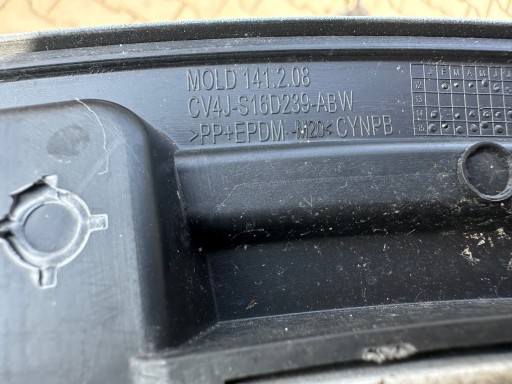 MOLD 141.2.08
CV4J-S16D239-ABW
>PP+EPDM-M20< CYNPB
J F M A M J J A